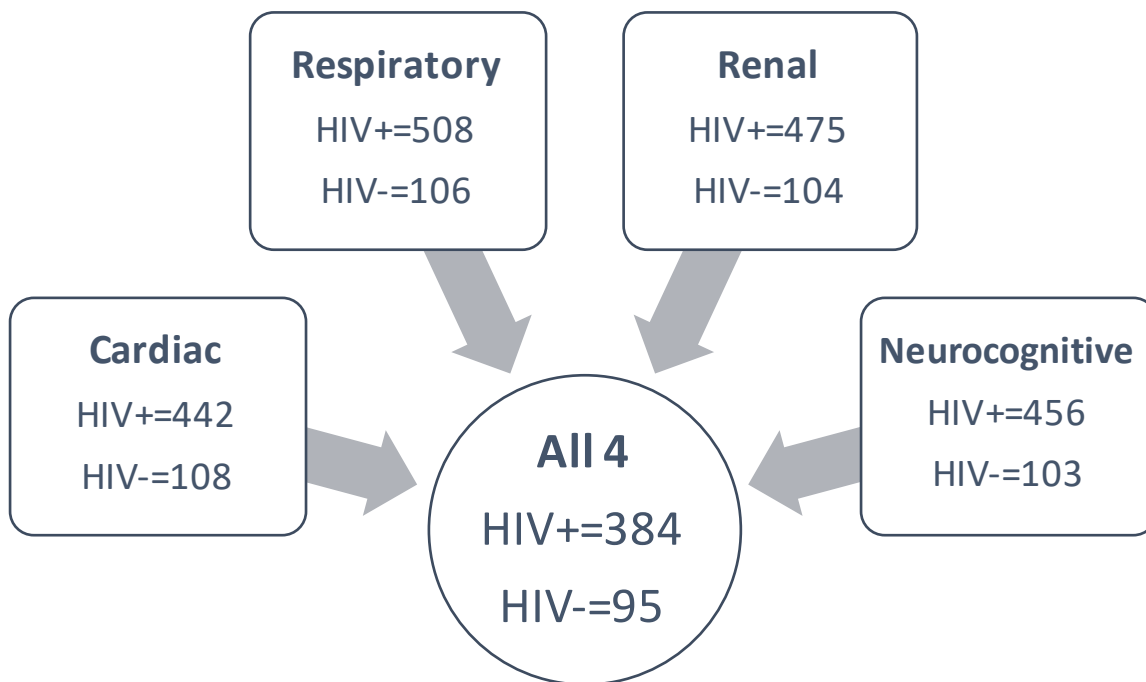 Respiratory
HIV+=508
HIV-=106
Renal
HIV+=475
HIV-=104
Cardiac
HIV+=442
HIV-=108
Neurocognitive
HIV+=456
HIV-=103
All 4
HIV+=384
HIV-=95